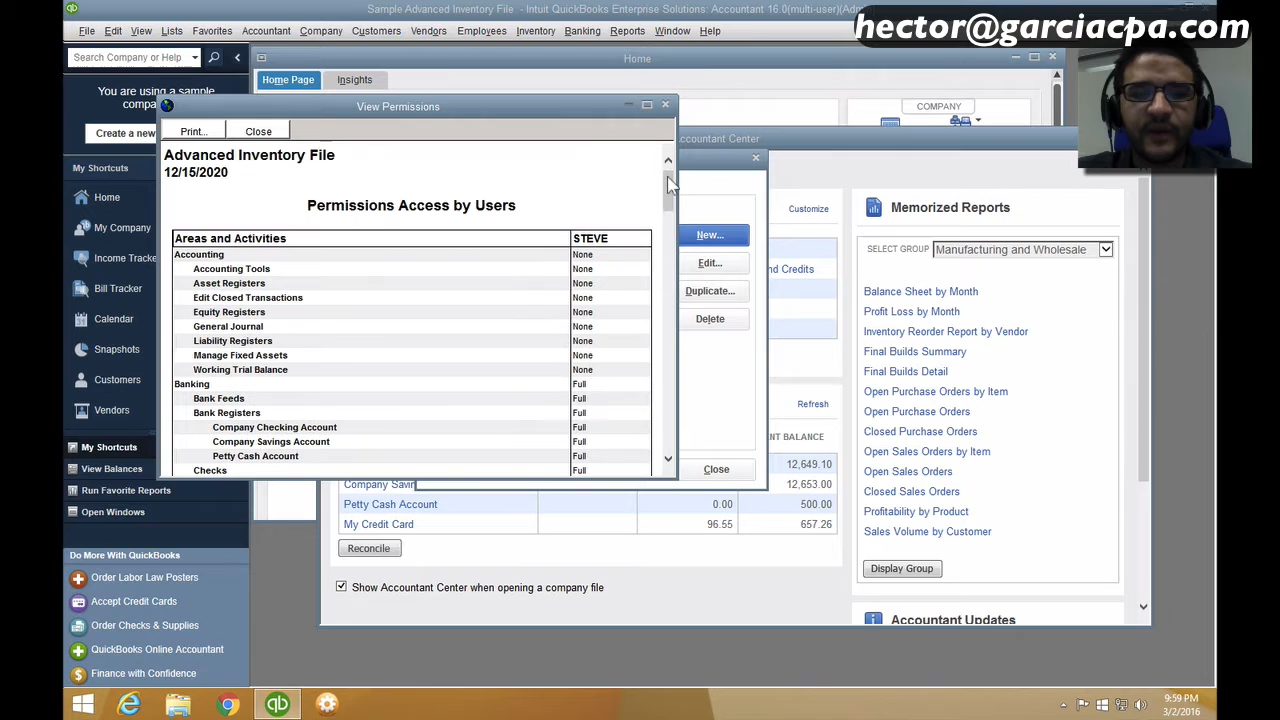 Sample Advanced Inventory File - Intuit QuickBooks Enterprise Solutions: Accountant 16.0(multi-user)(Adm
hector@garciacpa.com
File Edit View Lists Favorites Accountant Company Customers Vendors Employees Inventory Banking Reports Window Help
Search Company or Help
Home
Home Page
Insights
You are using a sample
compa
Create a new
COMPANY
ccountant Center
View Permissions
Print...
Close
Advanced Inventory File
12/15/2020
Permissions Access by Users
Areas and Activities STEVE
Accounting None
Accounting Tools None
Asset Registers None
Edit Closed Transactions None
Equity Registers None
General Journal None
Liability Registers None
Manage Fixed Assets None
Working Trial Balance None
Banking Full
Bank Feeds Full
Bank Registers Full
Company Checking Account Full
Company Savings Account Full
Petty Cash Account Full
Checks Full
New...
Edit...
Duplicate...
Delete
Close
My Shortcuts
Home
My Company
Income Tracke
Bill Tracker
Calendar
Snapshots
Customers
Vendors
My Shortcuts
View Balances
Run Favorite Reports
Open Windows
Do More With QuickBooks
Order Labor Law Posters
Accept Credit Cards
Order Checks & Supplies
QuickBooks Online Accountant
Finance with Confidence
Customize
nd Credits
Refresh
NT BALANCE
12,649.10
Company Savin 12,653.00
Petty Cash Account 0.00 500.00
My Credit Card 96.55 657.26
Reconcile
Show Accountant Center when opening a company file
Memorized Reports
SELECT GROUP Manufacturing and Wholesale
Balance Sheet by Month
Profit Loss by Month
Inventory Reorder Report by Vendor
Final Builds Summary
Final Builds Detail
Open Purchase Orders by Item
Open Purchase Orders
Closed Purchase Orders
Open Sales Orders by Item
Open Sales Orders
Closed Sales Orders
Profitability by Product
Sales Volume by Customer
Display Group
Accountant Updates
9:59 PM
3/2/2016